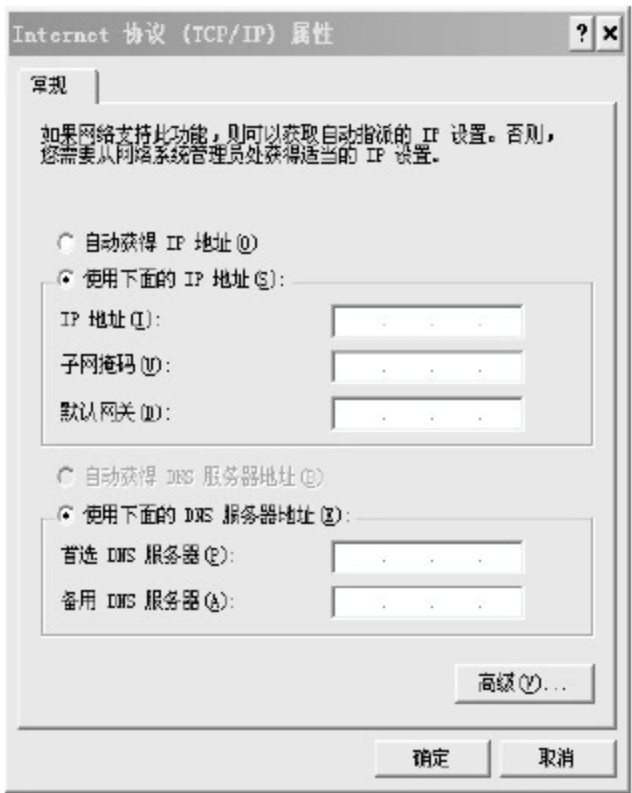 Internet 协议 (TCP/IP) 属性
常规
如果网络支持此功能，则可以获取自动指派的 IP 设置。否则，
您需要从网络系统管理员处获得适当的 IP 设置。
自动获得 IP 地址(O)
使用下面的 IP 地址(S):
IP 地址(I):
子网掩码(U):
默认网关(D):
自动获得 DNS 服务器地址(B)
使用下面的 DNS 服务器地址(E):
首选 DNS 服务器(P):
备用 DNS 服务器(A):
高级(V)...
确定
取消